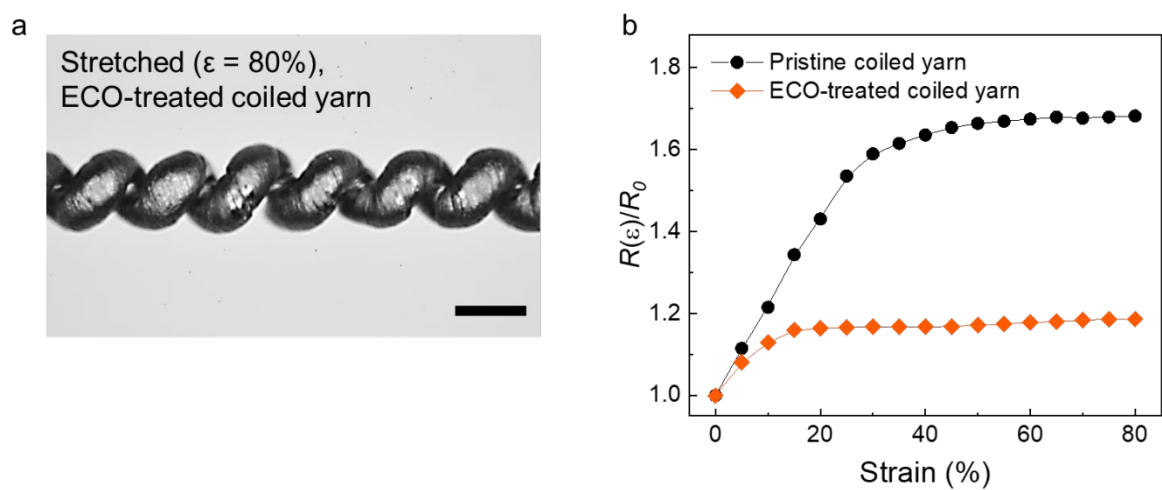 a
Stretched (ε = 80%),
ECO-treated coiled yarn
b
Pristine coiled yarn
ECO-treated coiled yarn
1.8
1.6
1.4
1.2
1.0
R(ε)/R0
0
20
40
60
80
Strain (%)